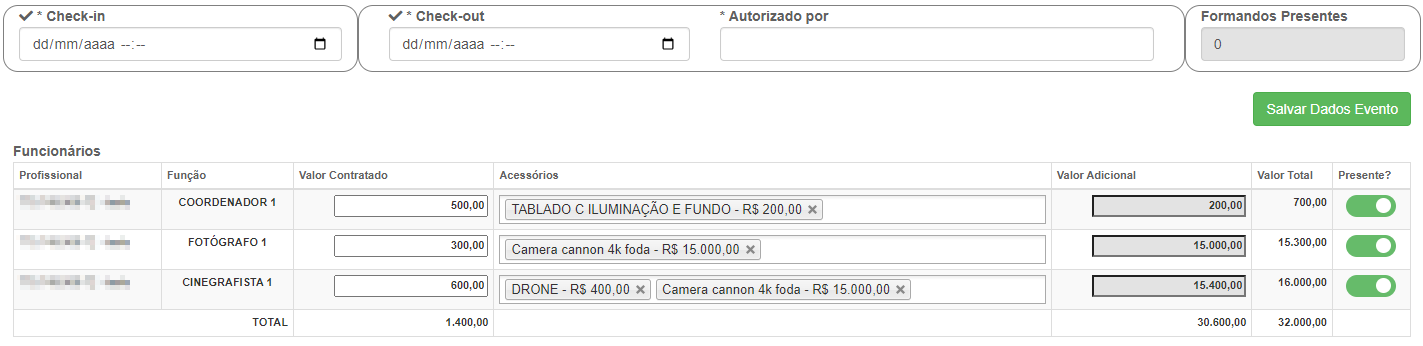 ✔ * Check-in ✔ * Check-out * Autorizado por Formandos Presentes
dd/mm/aaaa --:-- dd/mm/aaaa --:-- 0
Salvar Dados Evento
Funcionários
Profissional Função Valor Contratado Acessórios Valor Adicional Valor Total Presente?
COORDENADOR 1 500,00 TABLADO C ILUMINAÇÃO E FUNDO - R$ 200,00 ✖ 200,00 700,00
FOTÓGRAFO 1 300,00 Camera cannon 4k foda - R$ 15.000,00 ✖ 15.000,00 15.300,00
CINEGRAFISTA 1 600,00 DRONE - R$ 400,00 ✖ Camera cannon 4k foda - R$ 15.000,00 ✖ 15.400,00 16.000,00
TOTAL 1.400,00 30.600,00 32.000,00